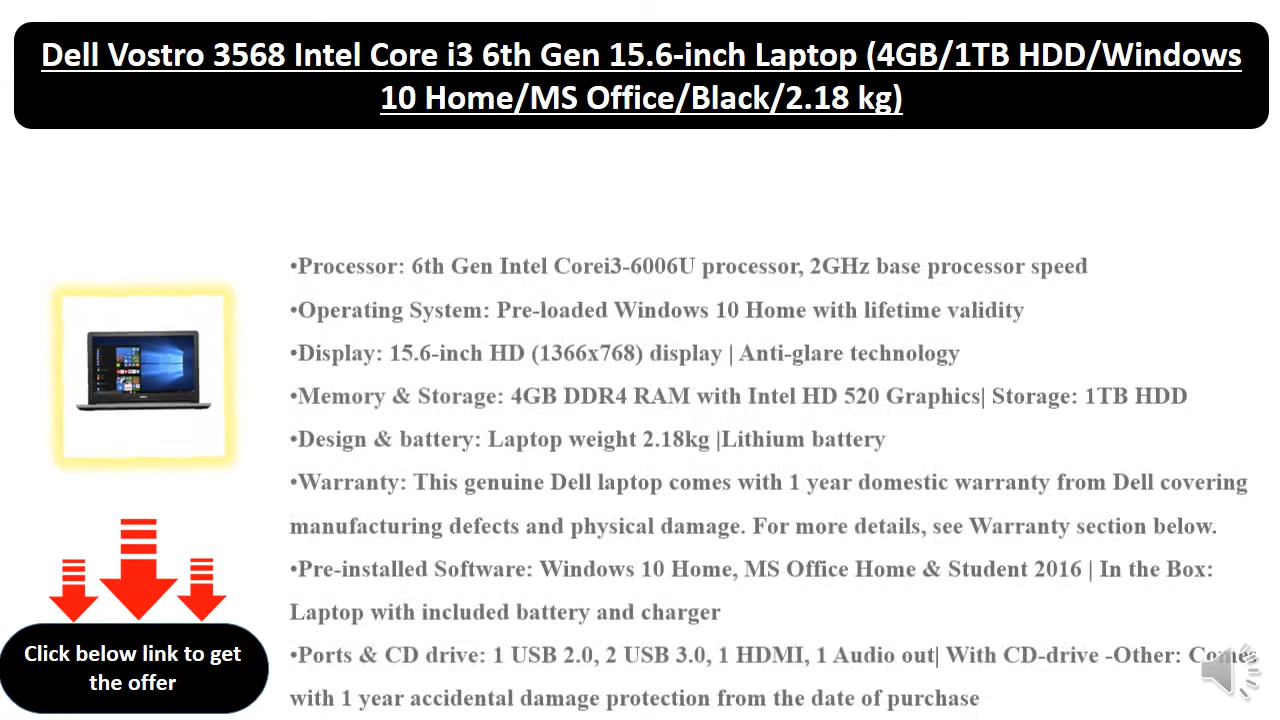 Dell Vostro 3568 Intel Core i3 6th Gen 15.6-inch Laptop (4GB/1TB HDD/Windows
10 Home/MS Office/Black/2.18 kg)
•Processor: 6th Gen Intel Corei3-6006U processor, 2GHz base processor speed
•Operating System: Pre-loaded Windows 10 Home with lifetime validity
•Display: 15.6-inch HD (1366x768) display | Anti-glare technology
•Memory & Storage: 4GB DDR4 RAM with Intel HD 520 Graphics| Storage: 1TB HDD
•Design & battery: Laptop weight 2.18kg |Lithium battery
•Warranty: This genuine Dell laptop comes with 1 year domestic warranty from Dell covering
manufacturing defects and physical damage. For more details, see Warranty section below.
•Pre-installed Software: Windows 10 Home, MS Office Home & Student 2016 | In the Box:
Laptop with included battery and charger
•Ports & CD drive: 1 USB 2.0, 2 USB 3.0, 1 HDMI, 1 Audio out| With CD-drive -Other: Comes
with 1 year accidental damage protection from the date of purchase
Click below link to get
the offer